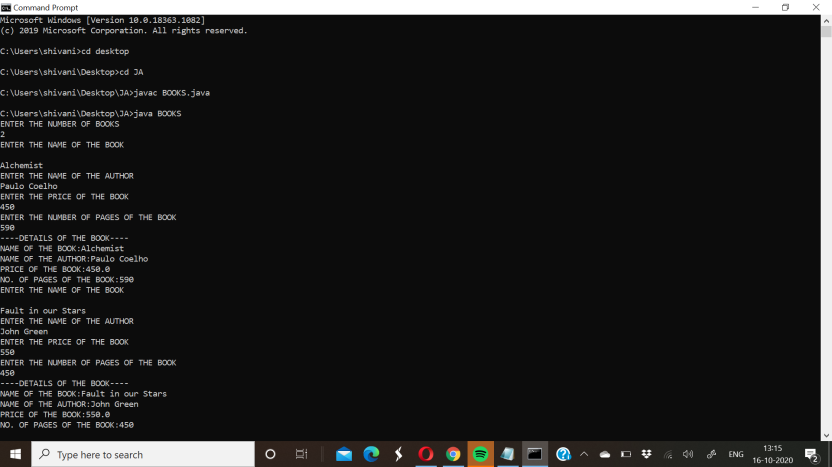 Command Prompt
Microsoft Windows [Version 10.0.18363.1082]
(c) 2019 Microsoft Corporation. All rights reserved.
C:\Users\shivani>cd desktop
C:\Users\shivani\Desktop>cd JA
C:\Users\shivani\Desktop\JA>javac BOOKS.java
C:\Users\shivani\Desktop\JA>java BOOKS
ENTER THE NUMBER OF BOOKS
2
ENTER THE NAME OF THE BOOK
Alchemist
ENTER THE NAME OF THE AUTHOR
Paulo Coelho
ENTER THE PRICE OF THE BOOK
450
ENTER THE NUMBER OF PAGES OF THE BOOK
590
----DETAILS OF THE BOOK----
NAME OF THE BOOK:Alchemist
NAME OF THE AUTHOR:Paulo Coelho
PRICE OF THE BOOK:450.0
NO. OF PAGES OF THE BOOK:590
ENTER THE NAME OF THE BOOK
Fault in our Stars
ENTER THE NAME OF THE AUTHOR
John Green
ENTER THE PRICE OF THE BOOK
550
ENTER THE NUMBER OF PAGES OF THE BOOK
450
----DETAILS OF THE BOOK----
NAME OF THE BOOK:Fault in our Stars
NAME OF THE AUTHOR:John Green
PRICE OF THE BOOK:550.0
NO. OF PAGES OF THE BOOK:450
Type here to search
ENG
13:15
16-10-2020
2